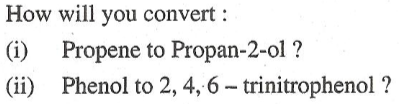 How will you convert :
(i) Propene to Propan-2-ol ?
(ii) Phenol to 2, 4, 6 – trinitrophenol ?